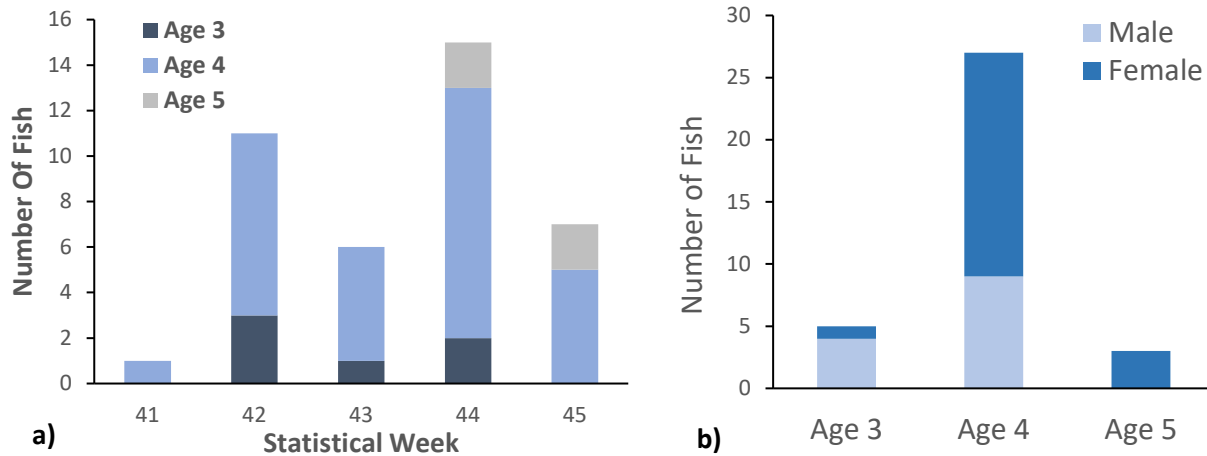 Number Of Fish
16
14
12
10
8
6
4
2
0
Age 3
Age 4
Age 5
41 42 43 44 45
Statistical Week
a)
Number of Fish
30
25
20
15
10
5
0
Male
Female
Age 3 Age 4 Age 5
b)